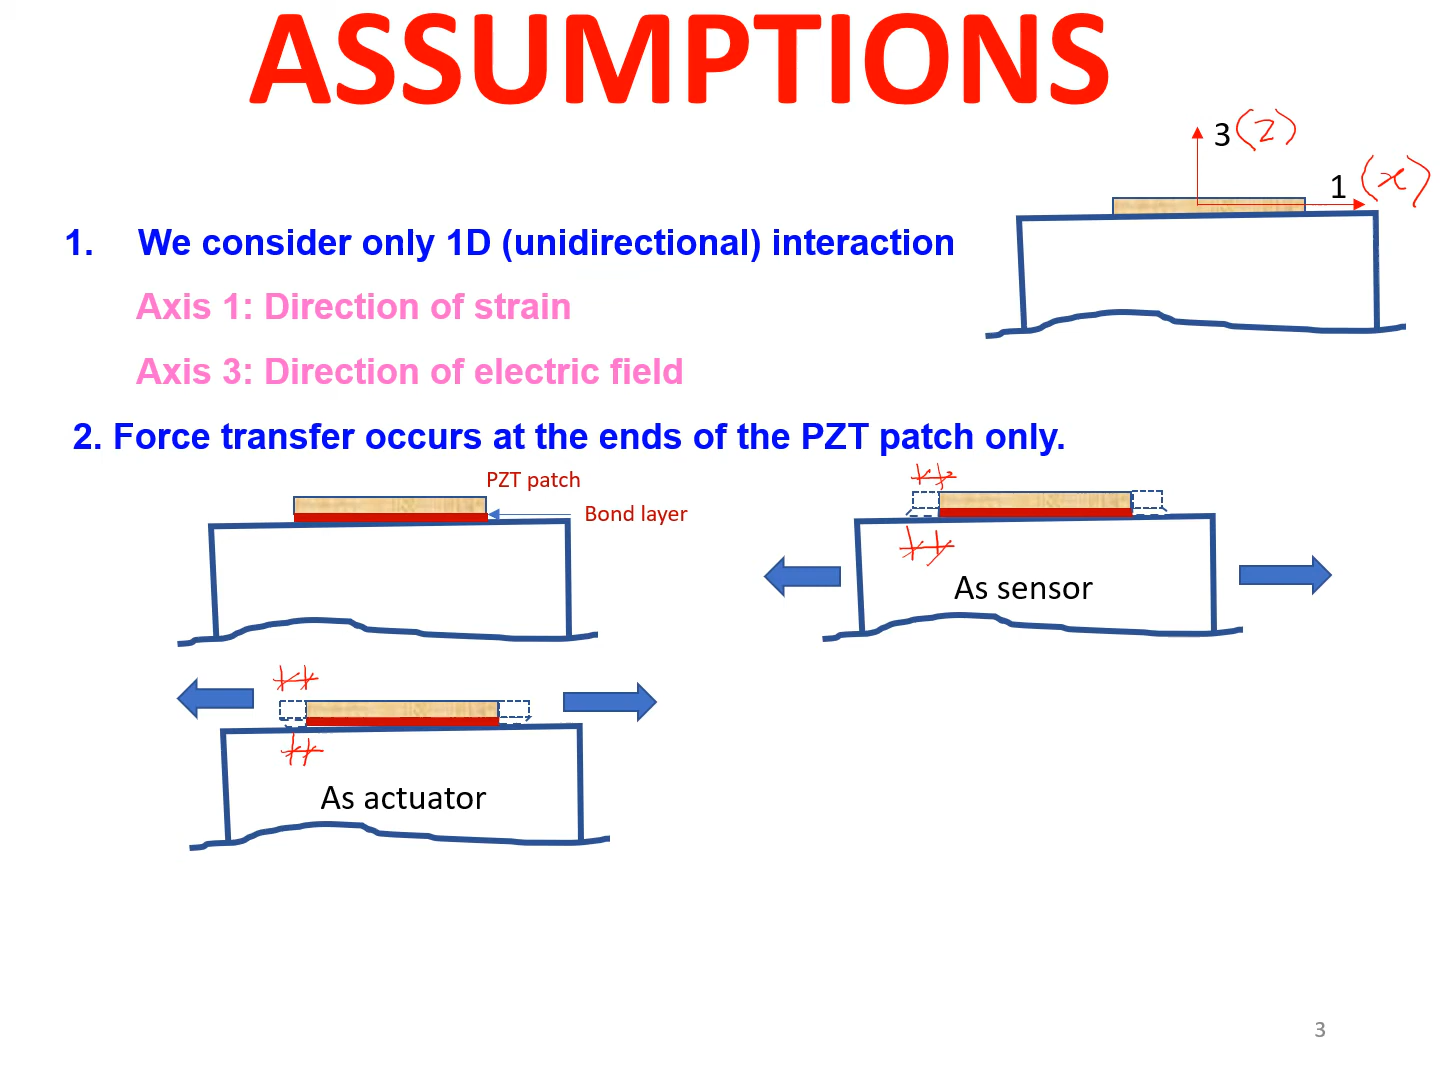 ASSUMPTIONS
3 (z)
1 (x)
1. We consider only 1D (unidirectional) interaction
Axis 1: Direction of strain
Axis 3: Direction of electric field
2. Force transfer occurs at the ends of the PZT patch only.
PZT patch
Bond layer
As sensor
As actuator
3